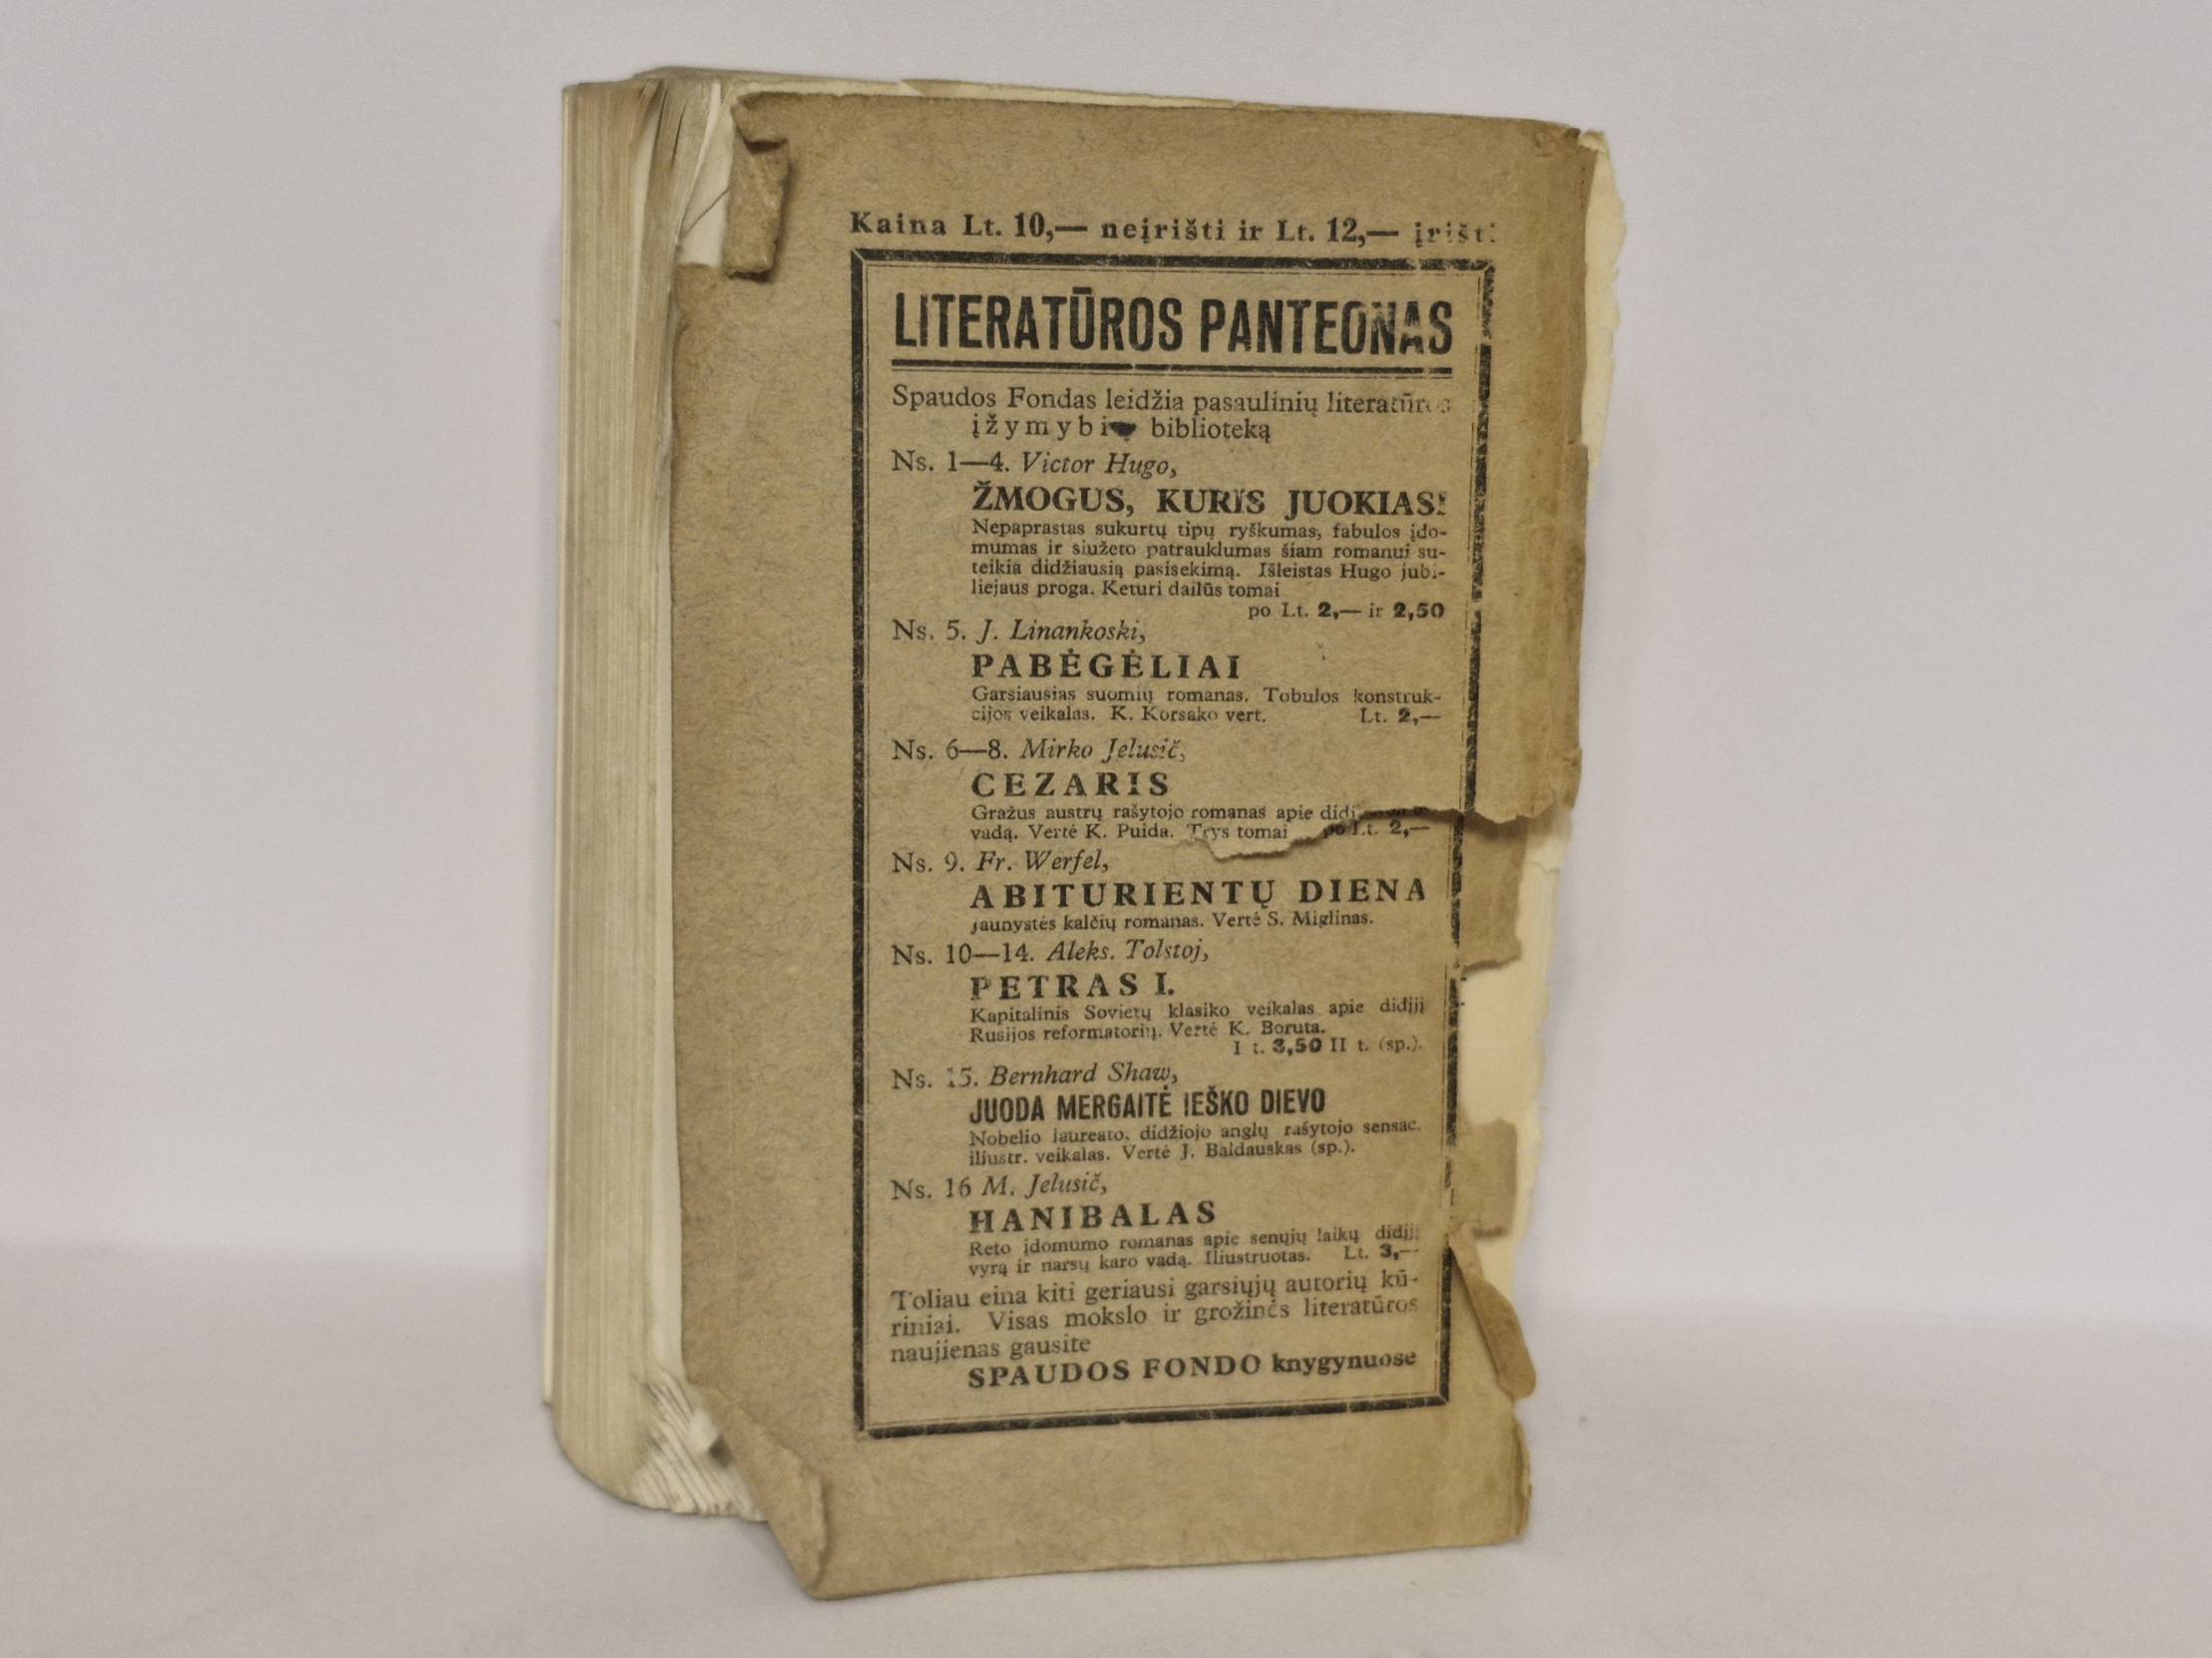 Kaina Lt. 10,— neįrišti ir Lt. 12,— įrišti
LITERATŪROS PANTEONAS
Spaudos Fondas leidžia pasaulinių literatūros
biblioteką
Ns. 1—4. Victor Hugo,
ŽMOGUS, KURIS JUOKIASI
Nepaprastas sukurtų tipų ryškumas, fabulos įdo-
mumas ir siužeto patrauklumas šiam romanui su-
teikia didžiausią pasisekimą. Išleistas Hugo jubi-
liejaus proga. Keturi dailūs tomai
po Lt. 2,— ir 2,50
Ns. 5. J. Linankoski,
PABĖGĖLIAI
Garsiausias suomių romanas. Tobulos konstruk-
cijos veikalas. K. Korsako vert. Lt. 2,—
Ns. 6—8. Mirko Jelusič,
CEZARIS
Gražus austrų rašytojo romanas apie
vadą. Vertė K. Puida. Trys tomai po Lt. 2,—
Ns. 9. Fr. Werfel,
ABITURIENTŲ DIENA
Jaunystės kalčių romanas. Vertė S. Miglinas.
Ns. 10—14. Aleks. Tolstoj,
PETRAS I.
Kapitalinis Sovietų klasiko veikalas apie didįjį
Rusijos reformatorių. Vertė K. Boruta.
I t. 3,50 II t. (sp.).
Ns. 15. Bernhard Shaw,
JUODA MERGAITĖ IEŠKO DIEVO
Nobelio laureato, didžiojo anglų rašytojo sensac.
iliustr. veikalas. Vertė J. Baldauskas (sp.).
Ns. 16 M. Jelusič,
HANIBALAS
Reto įdomumo romanas apie senųjų laikų didįjį
vyrą ir narsų karo vadą. Iliustruotas. Lt. 3,—
Toliau eina kiti geriausi garsiųjų autorių kū-
riniai. Visas mokslo ir grožinės literatūros
naujienas gausite
SPAUDOS FONDO knygynuose